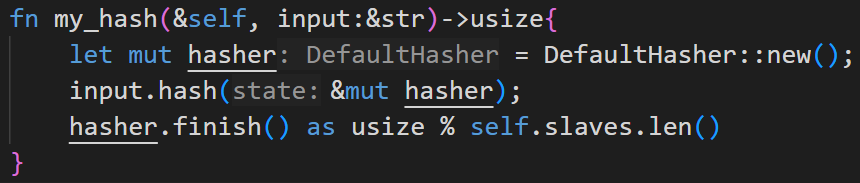 fn my_hash(&self, input:&str)->usize{
    let mut hasher: DefaultHasher = DefaultHasher::new();
    input.hash(state: &mut hasher);
    hasher.finish() as usize % self.slaves.len()
}